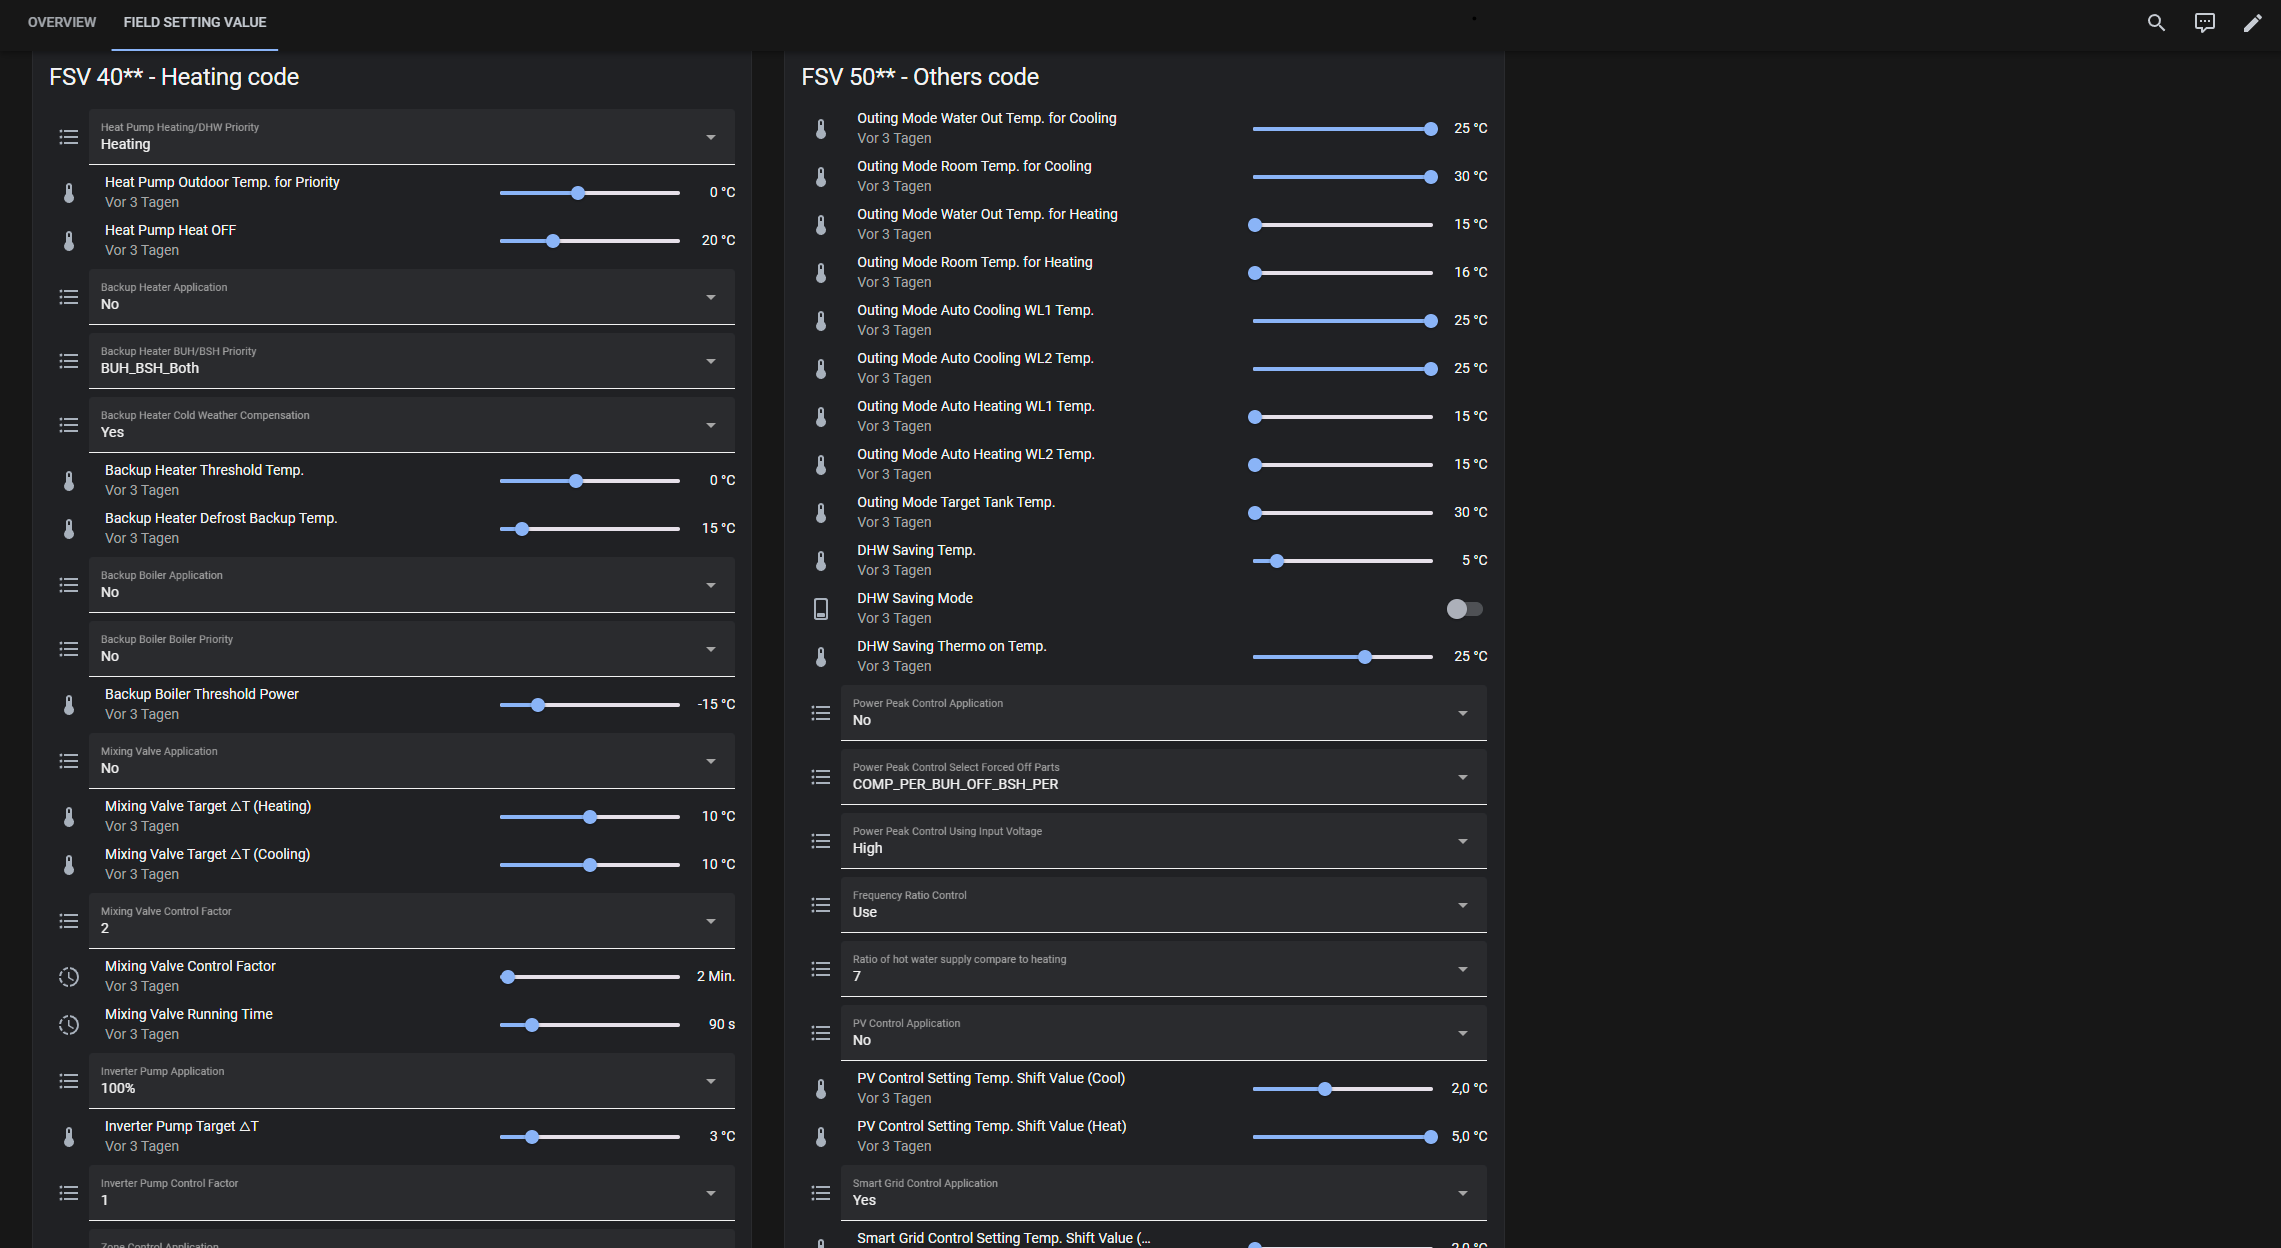 OVERVIEW
FIELD SETTING VALUE
FSV 40** - Heating code
Heat Pump Heating/DHW Priority
Heating
Heat Pump Outdoor Temp. for Priority
0 °C
Vor 3 Tagen
Heat Pump Heat OFF
20 °C
Vor 3 Tagen
Backup Heater Application
No
Backup Heater BUH/BSH Priority
BUH_BSH_Both
Backup Heater Cold Weather Compensation
Yes
Backup Heater Threshold Temp.
0 °C
Vor 3 Tagen
Backup Heater Defrost Backup Temp.
15 °C
Vor 3 Tagen
Backup Boiler Application
No
Backup Boiler Boiler Priority
No
Backup Boiler Threshold Power
-15 °C
Vor 3 Tagen
Mixing Valve Application
No
Mixing Valve Target △T (Heating)
10 °C
Vor 3 Tagen
Mixing Valve Target △T (Cooling)
10 °C
Vor 3 Tagen
Mixing Valve Control Factor
2
Mixing Valve Control Factor
2 Min.
Vor 3 Tagen
Mixing Valve Running Time
90 s
Vor 3 Tagen
Inverter Pump Application
100%
Inverter Pump Target △T
3 °C
Vor 3 Tagen
Inverter Pump Control Factor
1
Zone Control Application
FSV 50** - Others code
Outing Mode Water Out Temp. for Cooling
25 °C
Vor 3 Tagen
Outing Mode Room Temp. for Cooling
30 °C
Vor 3 Tagen
Outing Mode Water Out Temp. for Heating
15 °C
Vor 3 Tagen
Outing Mode Room Temp. for Heating
16 °C
Vor 3 Tagen
Outing Mode Auto Cooling WL1 Temp.
25 °C
Vor 3 Tagen
Outing Mode Auto Cooling WL2 Temp.
25 °C
Vor 3 Tagen
Outing Mode Auto Heating WL1 Temp.
15 °C
Vor 3 Tagen
Outing Mode Auto Heating WL2 Temp.
15 °C
Vor 3 Tagen
Outing Mode Target Tank Temp.
30 °C
Vor 3 Tagen
DHW Saving Temp.
5 °C
Vor 3 Tagen
DHW Saving Mode
Vor 3 Tagen
DHW Saving Thermo on Temp.
25 °C
Vor 3 Tagen
Power Peak Control Application
No
Power Peak Control Select Forced Off Parts
COMP_PER_BUH_OFF_BSH_PER
Power Peak Control Using Input Voltage
High
Frequency Ratio Control
Use
Ratio of hot water supply compare to heating
7
PV Control Application
No
PV Control Setting Temp. Shift Value (Cool)
2,0 °C
Vor 3 Tagen
PV Control Setting Temp. Shift Value (Heat)
5,0 °C
Vor 3 Tagen
Smart Grid Control Application
Yes
Smart Grid Control Setting Temp. Shift Value (...
2,0 °C